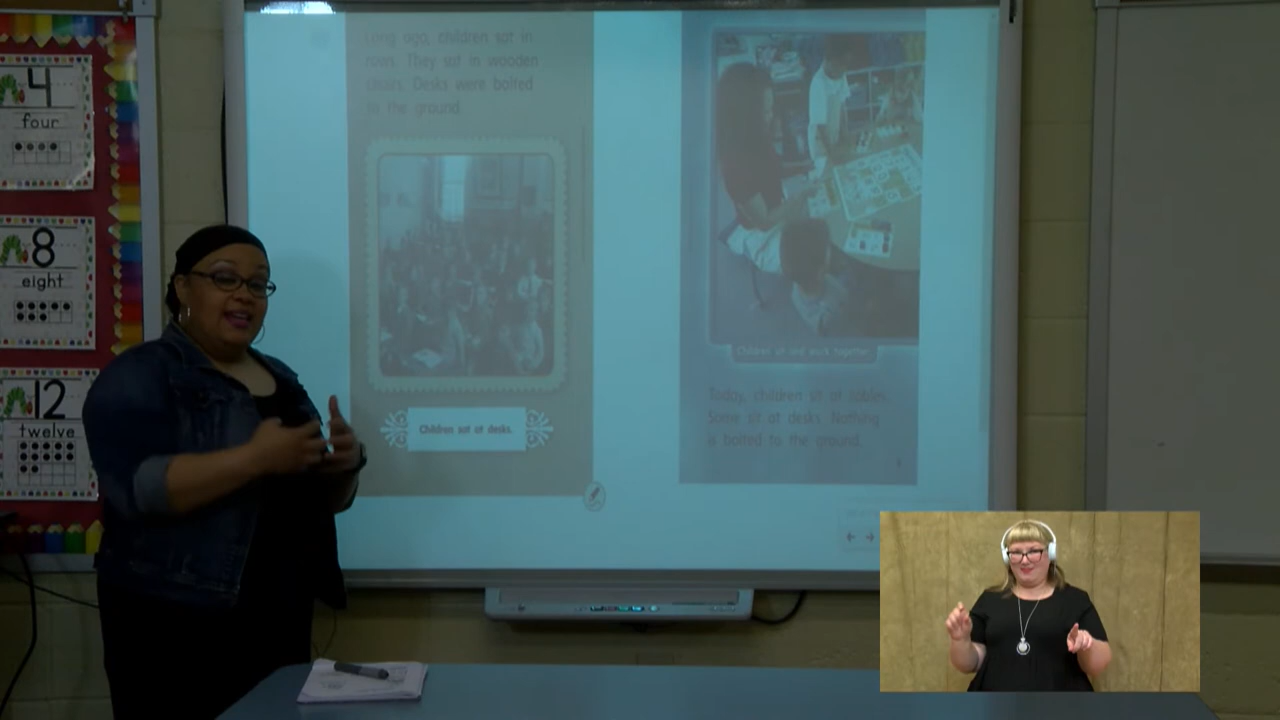 4
four
8
eight
12
twelve
Long ago, children sat in
rows. They sat in wooden
chairs. Desks were bolted
to the ground.
Children sat at desks.
Children sit and work together.
Today, children sit at tables.
Some sit at desks. Nothing
is bolted to the ground.